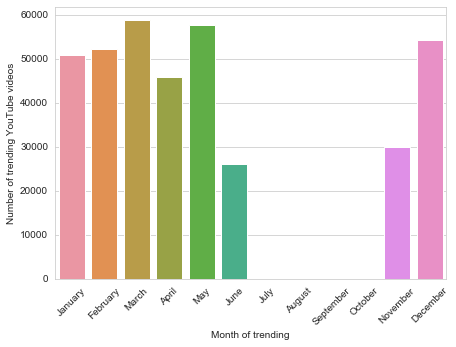 60000
50000
40000
30000
20000
10000
0
Number of trending YouTube videos
January
February
March
April
May
June
July
August
September
October
November
December
Month of trending